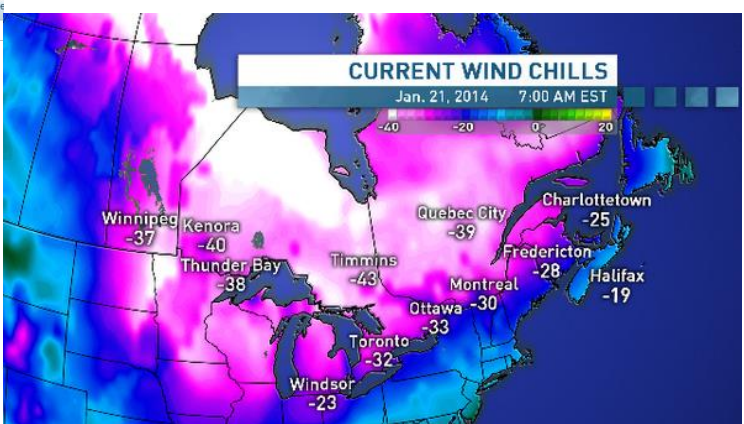 CURRENT WIND CHILLS
Jan. 21, 2014 7:00 AM EST
-40 -20 0 20
Winnipeg
-37
Kenora
-40
Thunder Bay
-38
Timmins
-43
Quebec City
-39
Charlottetown
-25
Fredericton
-28
Halifax
-19
Montreal
-30
Ottawa
-33
Toronto
-32
Windsor
-23